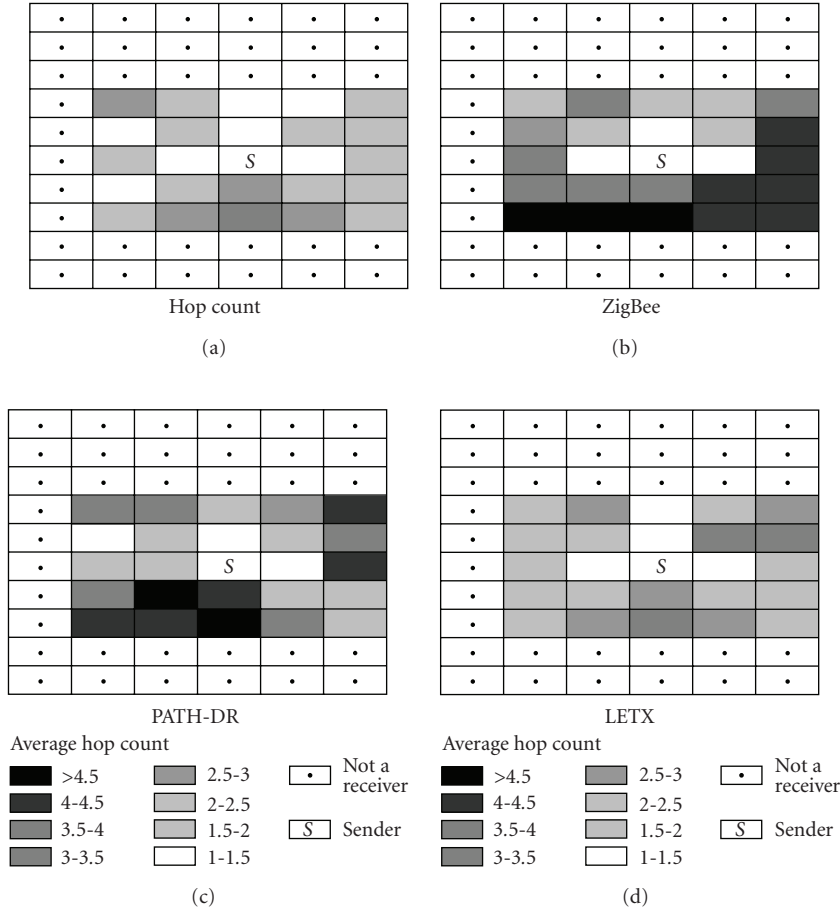 S
S
Hop count
ZigBee
(a)
(b)
S
S
PATH-DR
LETX
Average hop count
>4.5
4-4.5
3.5-4
3-3.5
2.5-3
2-2.5
1.5-2
1-1.5
Not a
receiver
S
Sender
Average hop count
>4.5
4-4.5
3.5-4
3-3.5
2.5-3
2-2.5
1.5-2
1-1.5
Not a
receiver
S
Sender
(c)
(d)